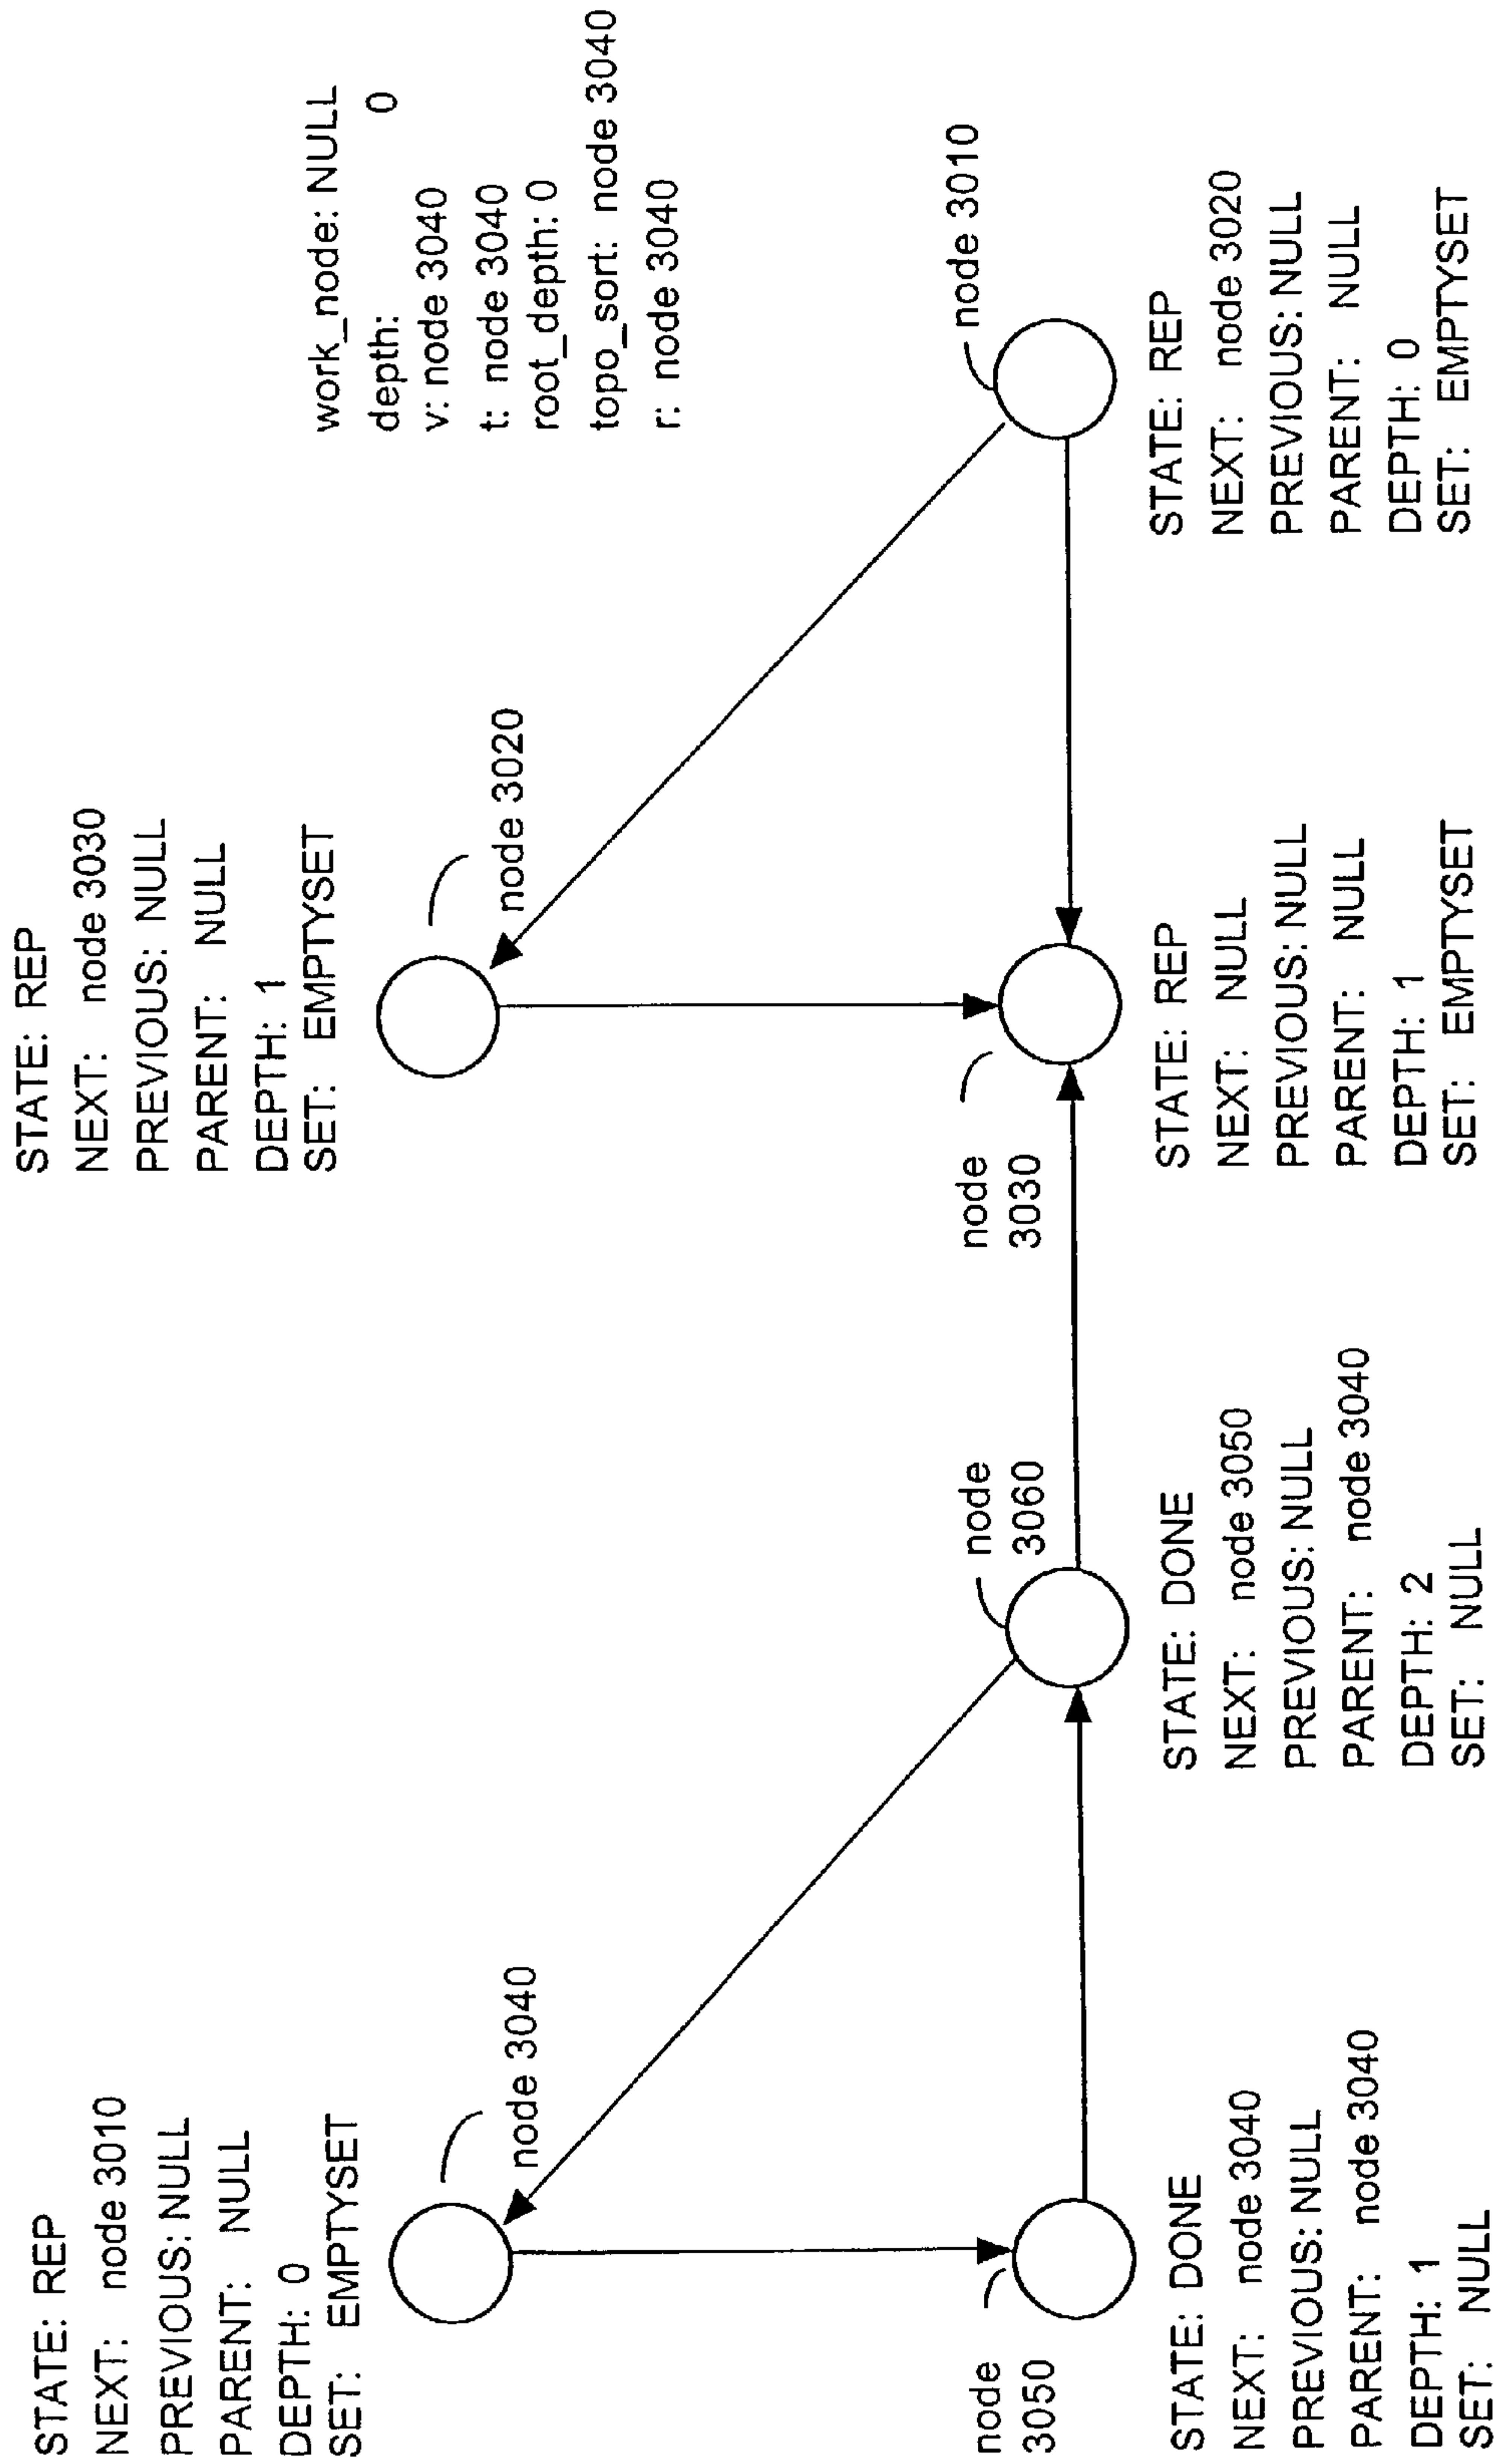 STATE: REP
NEXT: node 3010
PREVIOUS: NULL
PARENT: NULL
DEPTH: 0
SET: EMPTYSET
node 3040
STATE: REP
NEXT: node 3030
PREVIOUS: NULL
PARENT: NULL
DEPTH: 1
SET: EMPTYSET
node 3020
work_node: NULL
depth: 0
v: node 3040
t: node 3040
root_depth: 0
topo_sort: node 3040
r: node 3040
node
3050
STATE: DONE
NEXT: node 3040
PREVIOUS: NULL
PARENT: node 3040
DEPTH: 1
SET: NULL
node
3060
STATE: DONE
NEXT: node 3050
PREVIOUS: NULL
PARENT: node 3040
DEPTH: 2
SET: NULL
node
3030
STATE: REP
NEXT: NULL
PREVIOUS: NULL
PARENT: NULL
DEPTH: 1
SET: EMPTYSET
node 3010
STATE: REP
NEXT: node 3020
PREVIOUS: NULL
PARENT: NULL
DEPTH: 0
SET: EMPTYSET